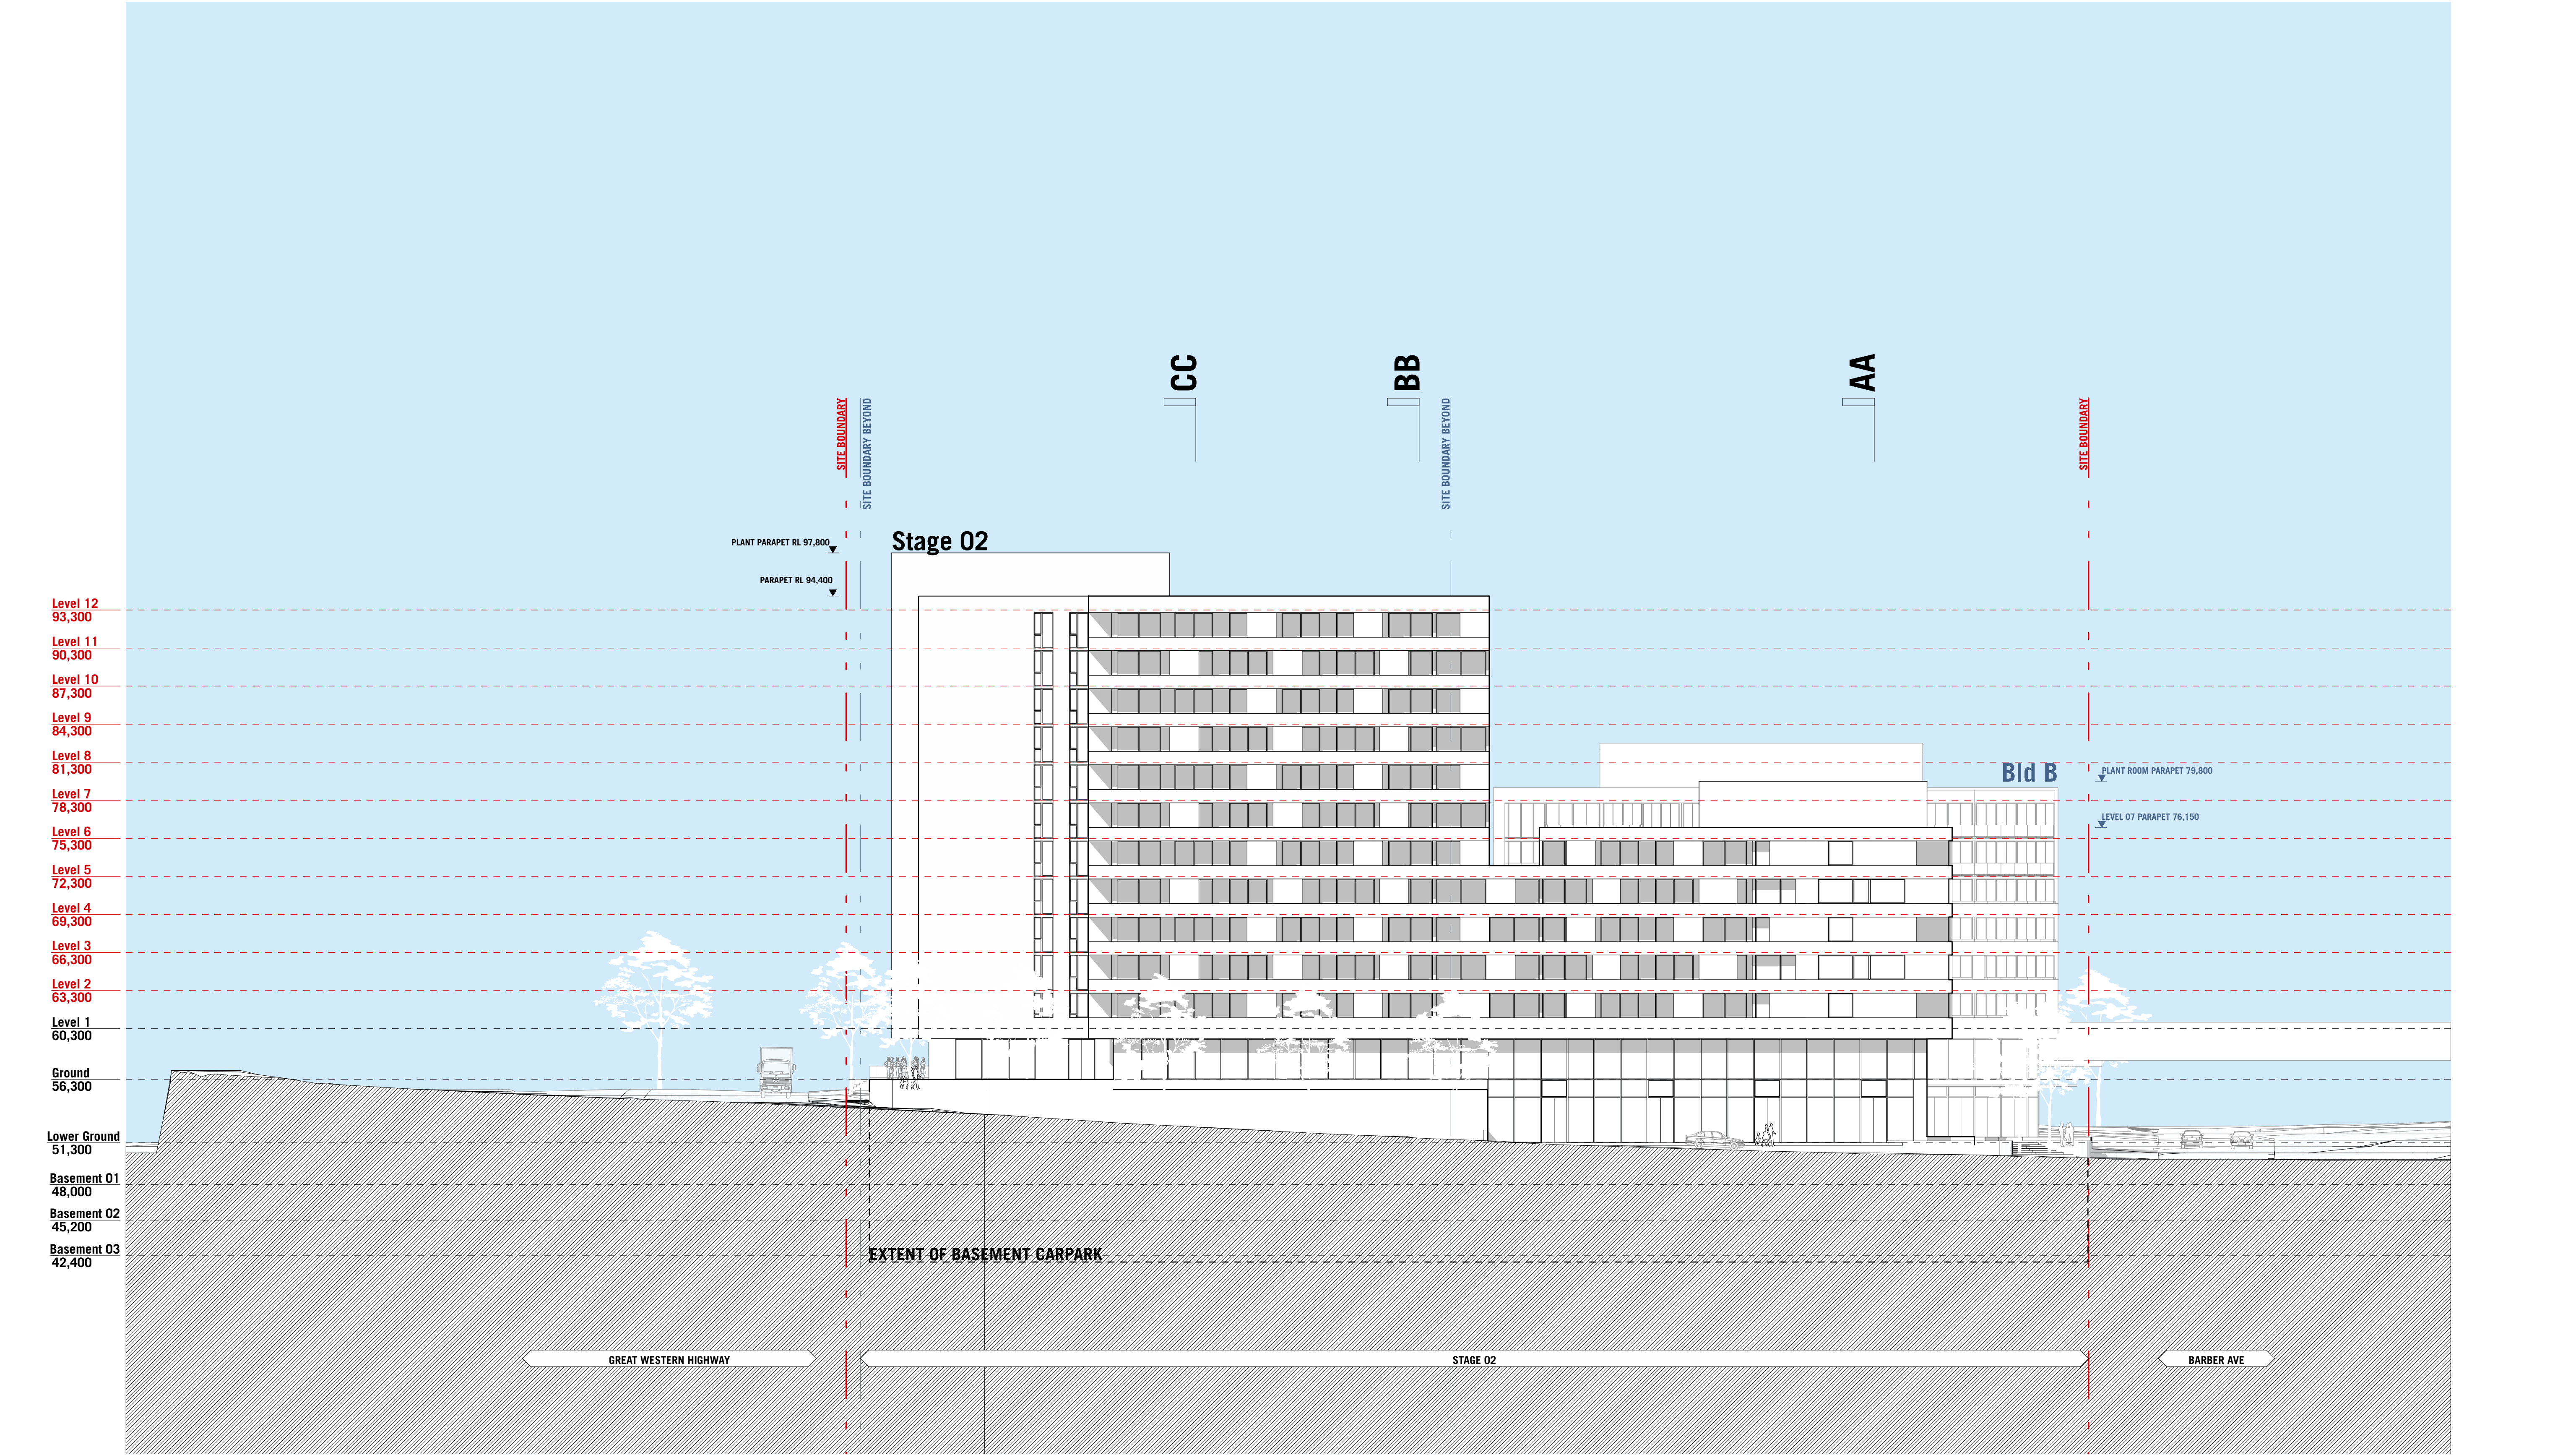 CC
BB
AA
SITE BOUNDARY
SITE BOUNDARY BEYOND
SITE BOUNDARY BEYOND
SITE BOUNDARY
PLANT PARAPET RL 97,800
Stage 02
PARAPET RL 94,400
Level 12
93,300
Level 11
90,300
Level 10
87,300
Level 9
84,300
Level 8
81,300
Bld B
PLANT ROOM PARAPET 79,800
Level 7
78,300
LEVEL 07 PARAPET 76,150
Level 6
75,300
Level 5
72,300
Level 4
69,300
Level 3
66,300
Level 2
63,300
Level 1
60,300
Ground
56,300
Lower Ground
51,300
Basement 01
48,000
Basement 02
45,200
Basement 03
42,400
EXTENT OF BASEMENT CARPARK
GREAT WESTERN HIGHWAY
STAGE 02
BARBER AVE